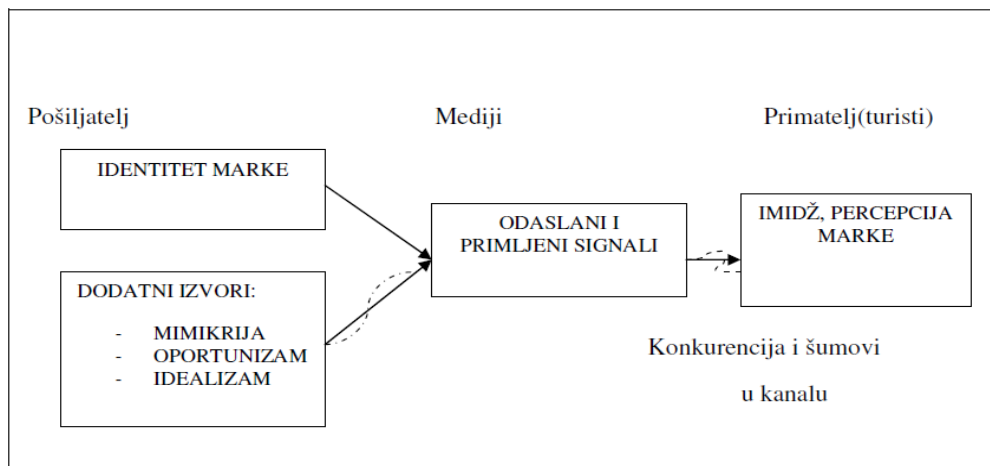 Pošiljatelj
Mediji
Primatelj(turisti)
IDENTITET MARKE
ODASLANI I
PRIMLJENI SIGNALI
IMIDŽ, PERCEPCIJA
MARKE
DODATNI IZVORI:
- MIMIKRIJA
- OPORTUNIZAM
- IDEALIZAM
Konkurencija i šumovi
u kanalu